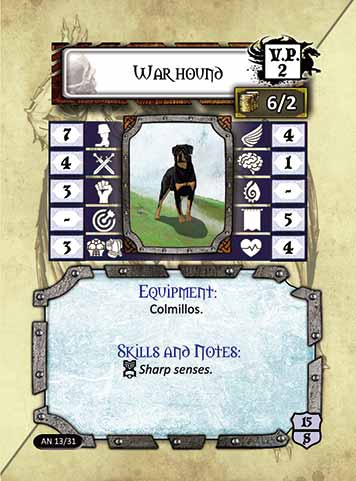 War hound
V.P.
2
6/2
7 4
4 1
3 -
- 5
3 4
Equipment:
Colmillos.
Skills and Notes:
Sharp senses.
AN 13/31
15
S